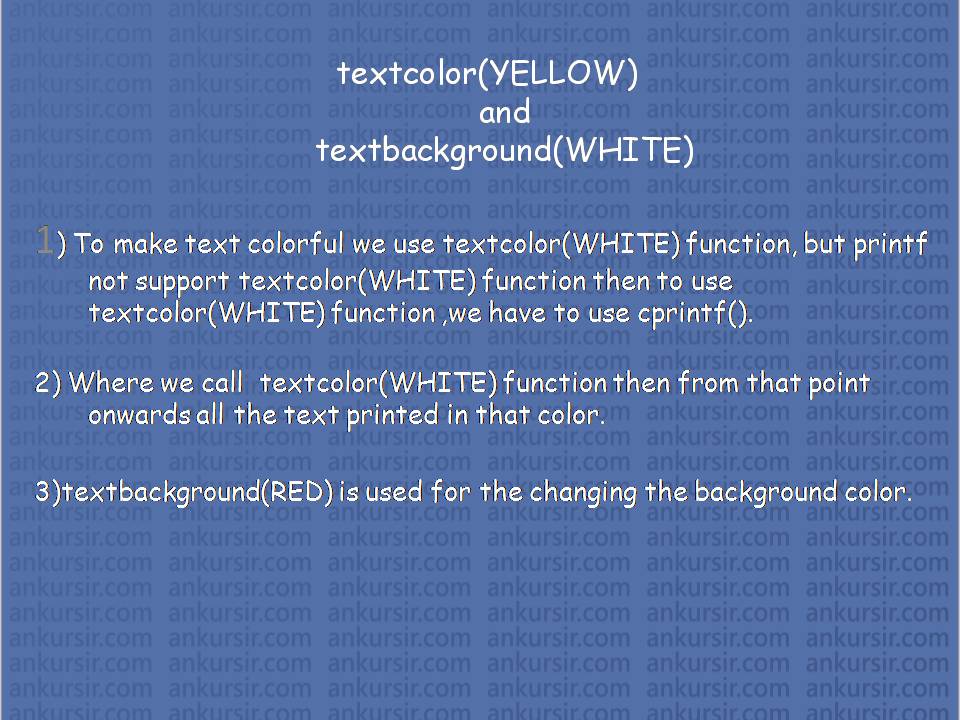 textcolor(YELLOW)
and
textbackground(WHITE)
1) To make text colorful we use textcolor(WHITE) function, but printf
not support textcolor(WHITE) function then to use
textcolor(WHITE) function ,we have to use cprintf().
2) Where we call textcolor(WHITE) function then from that point
onwards all the text printed in that color.
3)textbackground(RED) is used for the changing the background color.
ankursir.com